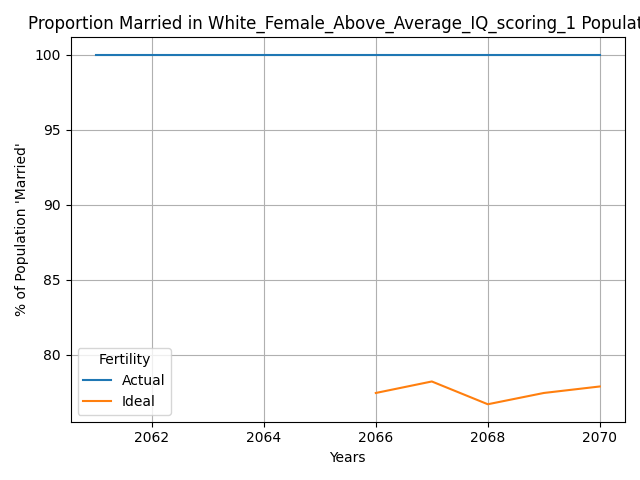 Proportion Married in White_Female_Above_Average_IQ_scoring_1 Populat
100
95
90
85
80
% of Population 'Married'
Fertility
Actual
Ideal
2062 2064 2066 2068 2070
Years